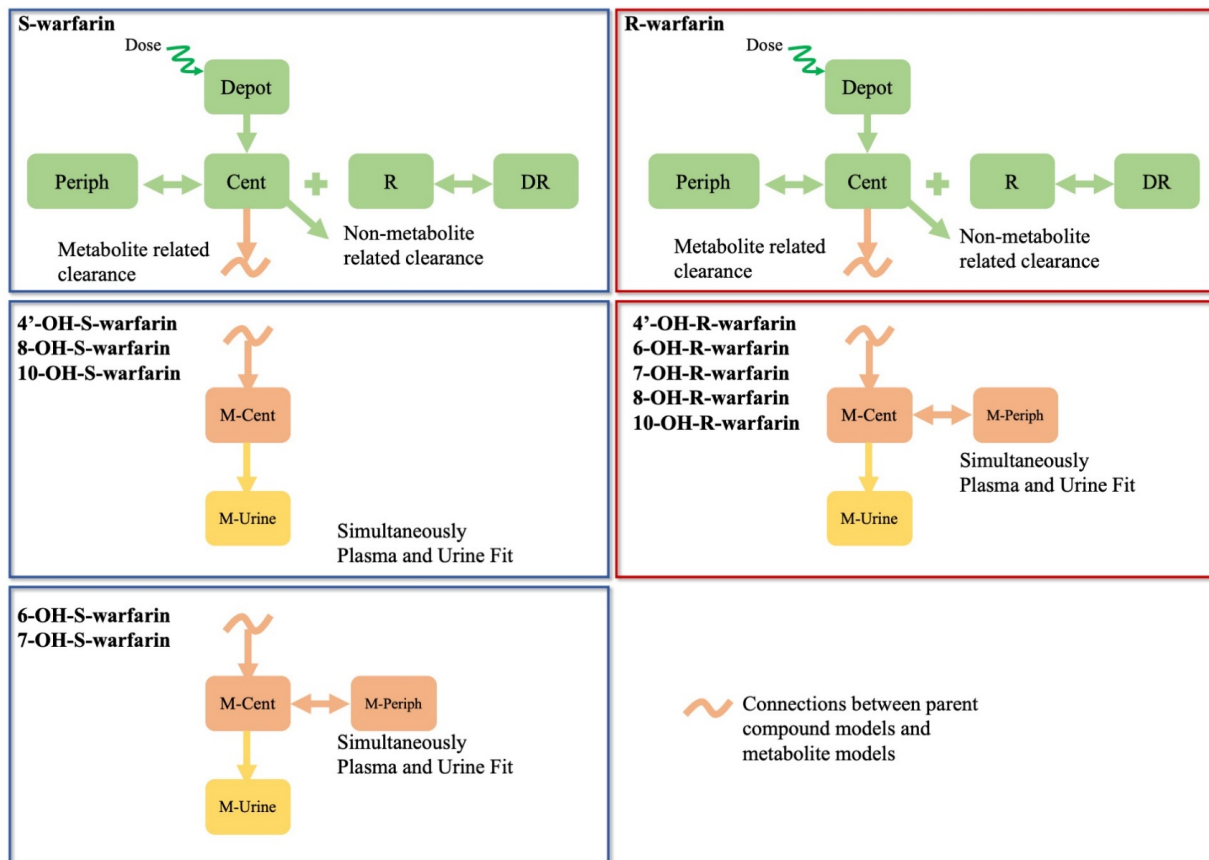 S-warfarin
Dose
Depot
Periph
Cent
R
DR
Metabolite related
clearance
Non-metabolite
related clearance
R-warfarin
Dose
Depot
Periph
Cent
R
DR
Metabolite related
clearance
Non-metabolite
related clearance
4’-OH-S-warfarin
8-OH-S-warfarin
10-OH-S-warfarin
M-Cent
M-Urine
Simultaneously
Plasma and Urine Fit
4’-OH-R-warfarin
6-OH-R-warfarin
7-OH-R-warfarin
8-OH-R-warfarin
10-OH-R-warfarin
M-Cent
M-Periph
Simultaneously
Plasma and Urine Fit
M-Urine
6-OH-S-warfarin
7-OH-S-warfarin
M-Cent
M-Periph
Simultaneously
Plasma and Urine Fit
M-Urine
Connections between parent
compound models and
metabolite models